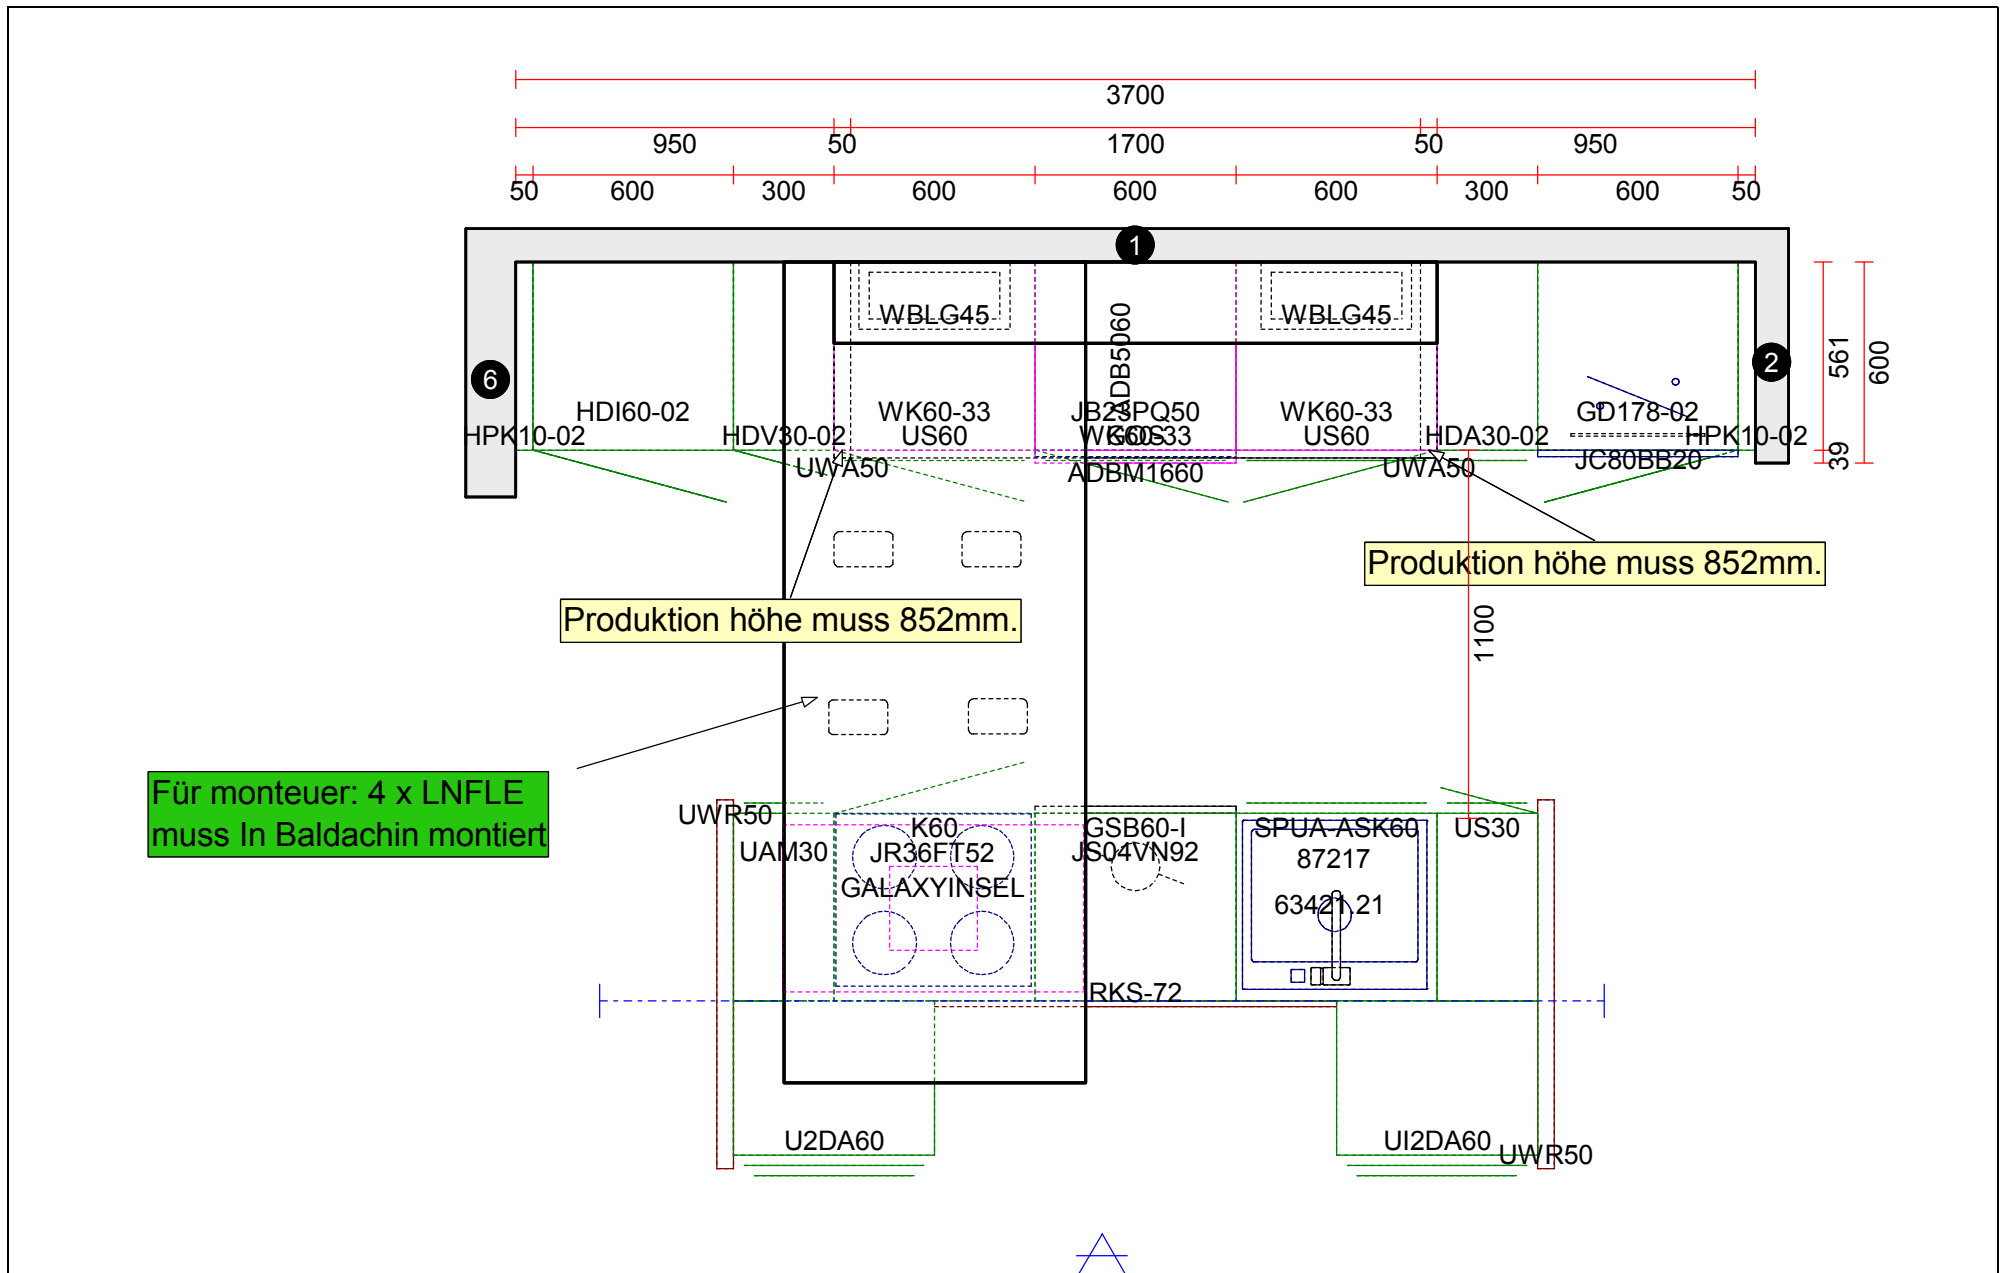 3700
950 50 1700 50 950
50 600 300 600 600 600 300 600 50
1
WBLG45 WBLG45
ADB5060
561
600
6 2
HDI60-02 WK60-33 JB23PQ50 WK60-33 GD178-02
HPK10-02 HDV30-02 US60 WK60-33 US60 HDA30-02 HPK10-02
39
UWA50 ADBM1660 UWA50 JC80BB20
Produktion höhe muss 852mm.
Produktion höhe muss 852mm.
1100
Für monteuer: 4 x LNFLE
muss In Baldachin montiert
UWR50 K60 GSB60-I SPUA-ASK60 US30
UAM30 JR36FT52 JS04VN92 87217
GALAXYINSEL 63421.21
RKS-72
U2DA60 UI2DA60 UWR50